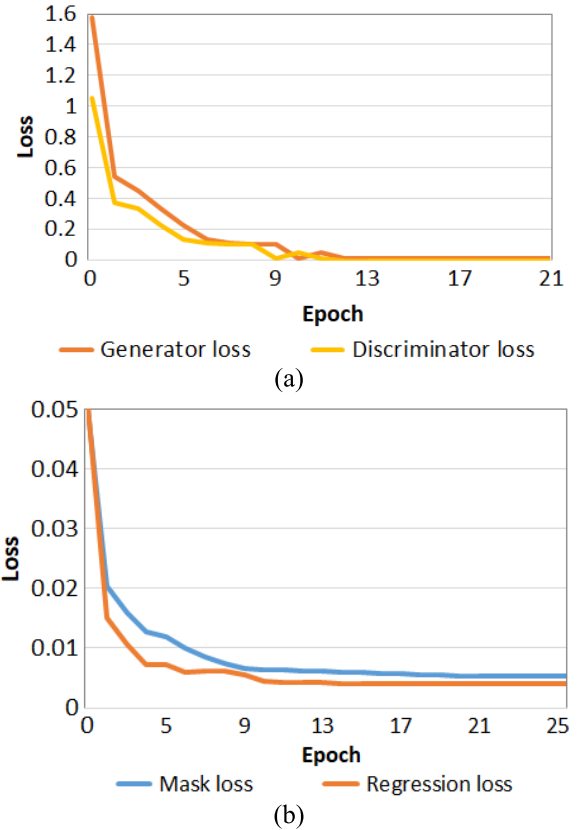 1.6
1.4
1.2
1
0.8
0.6
0.4
0.2
0
Loss
0 5 9 13 17 21
Epoch
Generator loss Discriminator loss
(a)
0.05
0.04
0.03
0.02
0.01
0
Loss
0 5 9 13 17 21 25
Epoch
Mask loss Regression loss
(b)